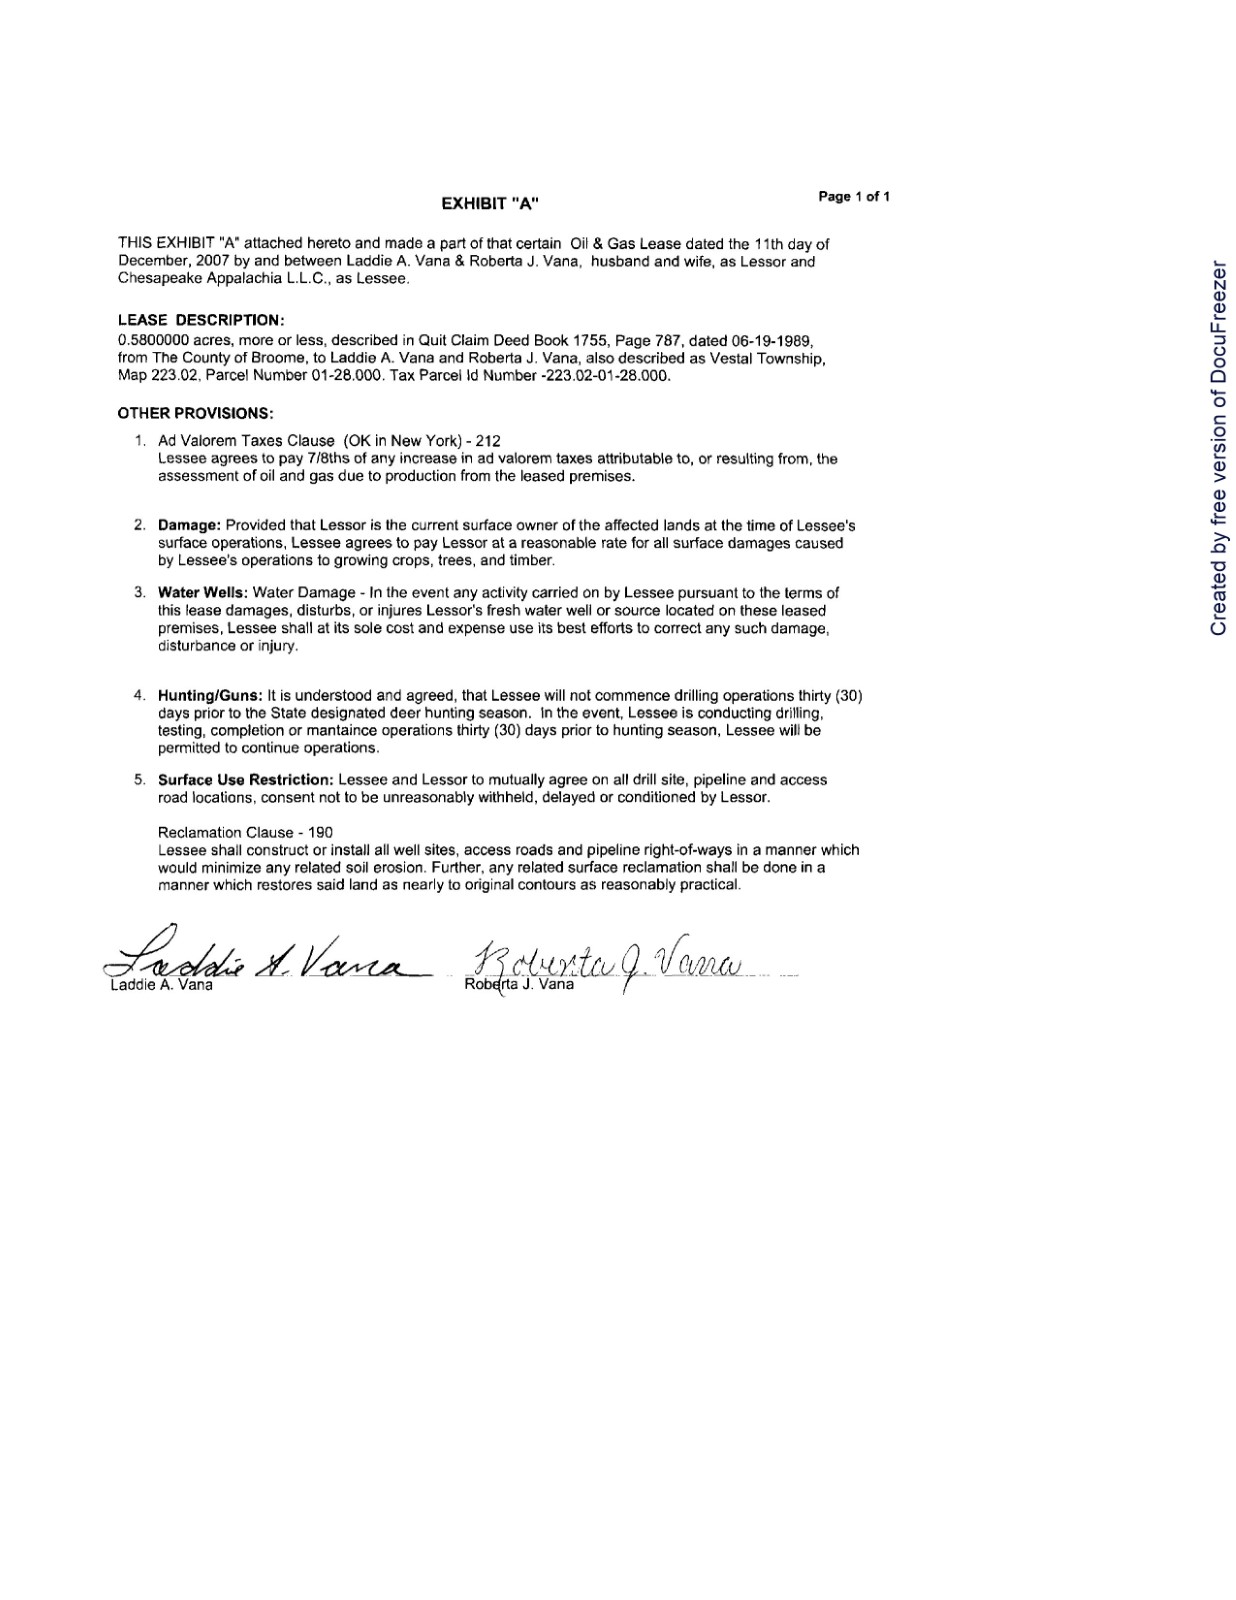 EXHIBIT "A"
Page 1 of 1
THIS EXHIBIT "A" attached hereto and made a part of that certain Oil & Gas Lease dated the 11th day of
December, 2007 by and between Laddie A. Vana & Roberta J. Vana, husband and wife, as Lessor and
Chesapeake Appalachia L.L.C., as Lessee.
LEASE DESCRIPTION:
0.5800000 acres, more or less, described in Quit Claim Deed Book 1755, Page 787, dated 06-19-1989,
from The County of Broome, to Laddie A. Vana and Roberta J. Vana, also described as Vestal Township,
Map 223.02, Parcel Number 01-28.000. Tax Parcel Id Number -223.02-01-28.000.
OTHER PROVISIONS:
1. Ad Valorem Taxes Clause (OK in New York) - 212
Lessee agrees to pay 7/8ths of any increase in ad valorem taxes attributable to, or resulting from, the
assessment of oil and gas due to production from the leased premises.
2. Damage: Provided that Lessor is the current surface owner of the affected lands at the time of Lessee's
surface operations, Lessee agrees to pay Lessor at a reasonable rate for all surface damages caused
by Lessee's operations to growing crops, trees, and timber.
3. Water Wells: Water Damage - In the event any activity carried on by Lessee pursuant to the terms of
this lease damages, disturbs, or injures Lessor's fresh water well or source located on these leased
premises, Lessee shall at its sole cost and expense use its best efforts to correct any such damage,
disturbance or injury.
4. Hunting/Guns: It is understood and agreed, that Lessee will not commence drilling operations thirty (30)
days prior to the State designated deer hunting season. In the event, Lessee is conducting drilling,
testing, completion or mantaince operations thirty (30) days prior to hunting season, Lessee will be
permitted to continue operations.
5. Surface Use Restriction: Lessee and Lessor to mutually agree on all drill site, pipeline and access
road locations, consent not to be unreasonably withheld, delayed or conditioned by Lessor.
Reclamation Clause - 190
Lessee shall construct or install all well sites, access roads and pipeline right-of-ways in a manner which
would minimize any related soil erosion. Further, any related surface reclamation shall be done in a
manner which restores said land as nearly to original contours as reasonably practical.
Laddie A. Vana Roberta J. Vana
Laddie A. Vana Roberta J. Vana
Created by free version of DocuFreezer